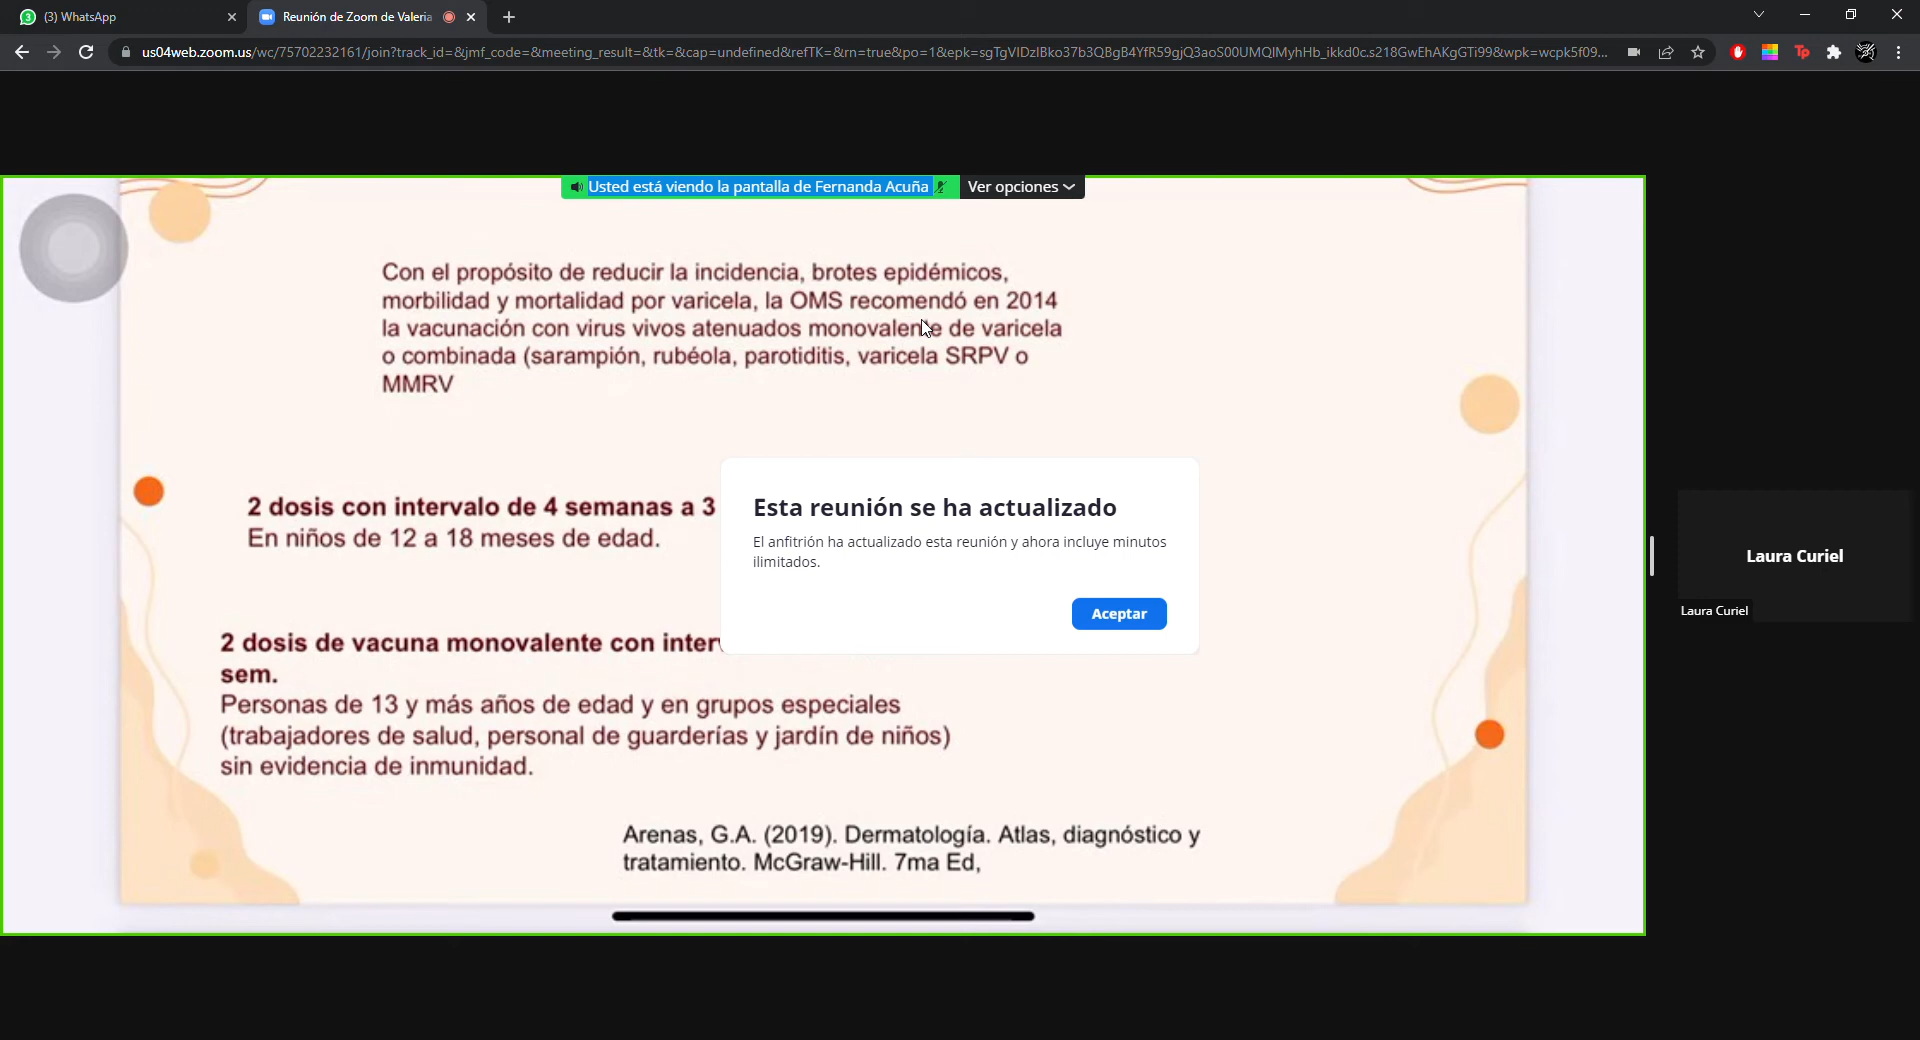 (3) WhatsApp
Reunión de Zoom de Valeria
us04web.zoom.us/wc/75702232161/join?track_id=&jmf_code=&meeting_result=&tk=&cap=undefined&refTK=&rn=true&po=1&epk=sgTgVIDzIBko37b3QBgB4YfR59gjQ3aoS00UMQIMyhHb_ikkd0c.s218GwEhAKgGTi99&wpk=wcpk5f09...
Usted está viendo la pantalla de Fernanda Acuña
Ver opciones
Con el propósito de reducir la incidencia, brotes epidémicos,
morbilidad y mortalidad por varicela, la OMS recomendó en 2014
la vacunación con virus vivos atenuados monovalente de varicela
o combinada (sarampión, rubéola, parotiditis, varicela SRPV o
MMRV
2 dosis con intervalo de 4 semanas a 3
En niños de 12 a 18 meses de edad.
Esta reunión se ha actualizado
El anfitrión ha actualizado esta reunión y ahora incluye minutos
ilimitados.
Aceptar
2 dosis de vacuna monovalente con interv
sem.
Personas de 13 y más años de edad y en grupos especiales
(trabajadores de salud, personal de guarderías y jardín de niños)
sin evidencia de inmunidad.
Arenas, G.A. (2019). Dermatología. Atlas, diagnóstico y
tratamiento. McGraw-Hill. 7ma Ed,
Laura Curiel
Laura Curiel